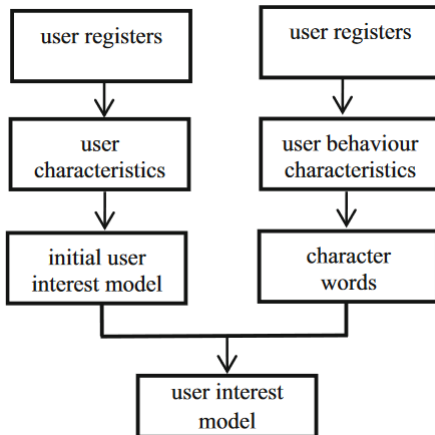 user registers
user registers
user
characteristics
user behaviour
characteristics
initial user
interest model
character
words
user interest
model